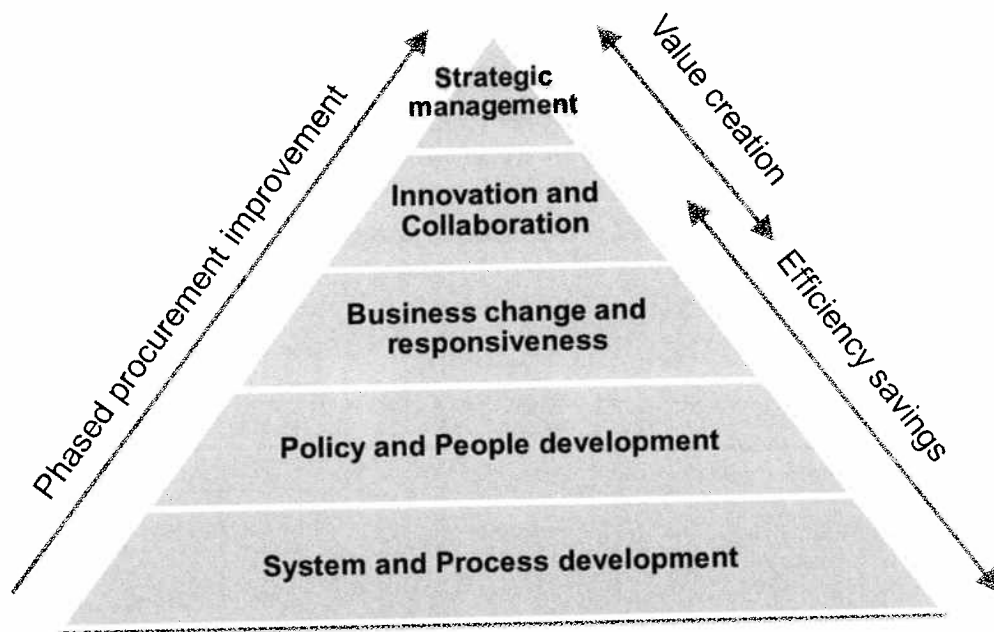 Strategic
management
Innovation and
Collaboration
Business change and
responsiveness
Policy and People development
System and Process development
Phased procurement improvement
Value creation
Efficiency savings